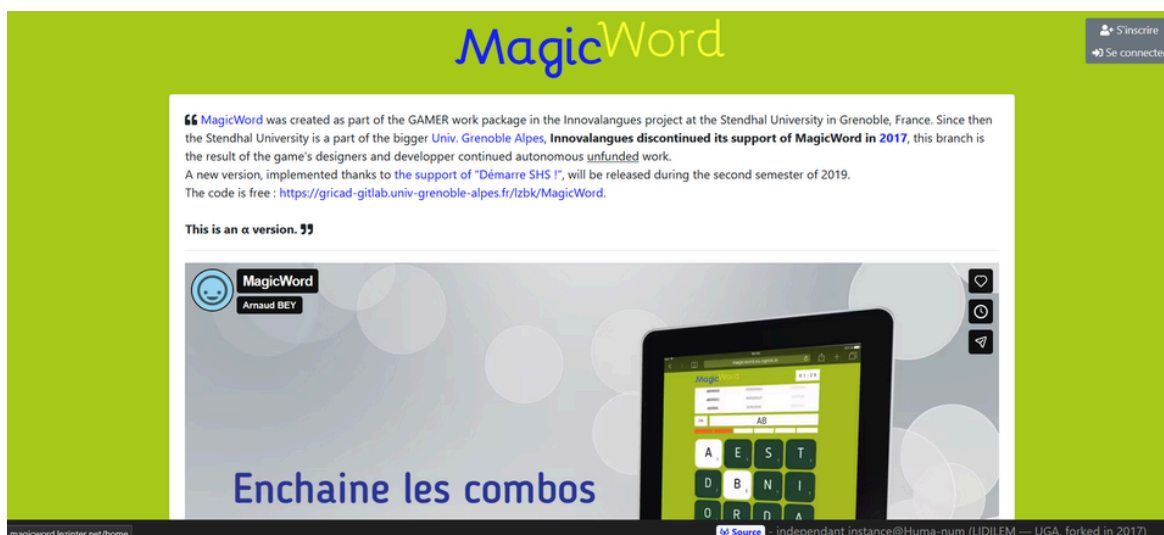 MagicWord
S'inscrire
Se connecter
MagicWord was created as part of the GAMER work package in the Innovalangues project at the Stendhal University in Grenoble, France. Since then
the Stendhal University is a part of the bigger Univ. Grenoble Alpes, Innovalangues discontinued its support of MagicWord in 2017, this branch is
the result of the game's designers and developper continued autonomous unfunded work.
A new version, implemented thanks to the support of "Démarre SHS !", will be released during the second semester of 2019.
The code is free : https://gricad-gitlab.univ-grenoble-alpes.fr/lzbk/MagicWord.
This is an α version.
MagicWord
Arnaud BEY
MagicWord
AB
A E S T
D B N I
O R D A
Enchaine les combos
magicword.lezinter.net/home
Source - independant instance@Huma-num (LIDILEM — UGA, forked in 2017)